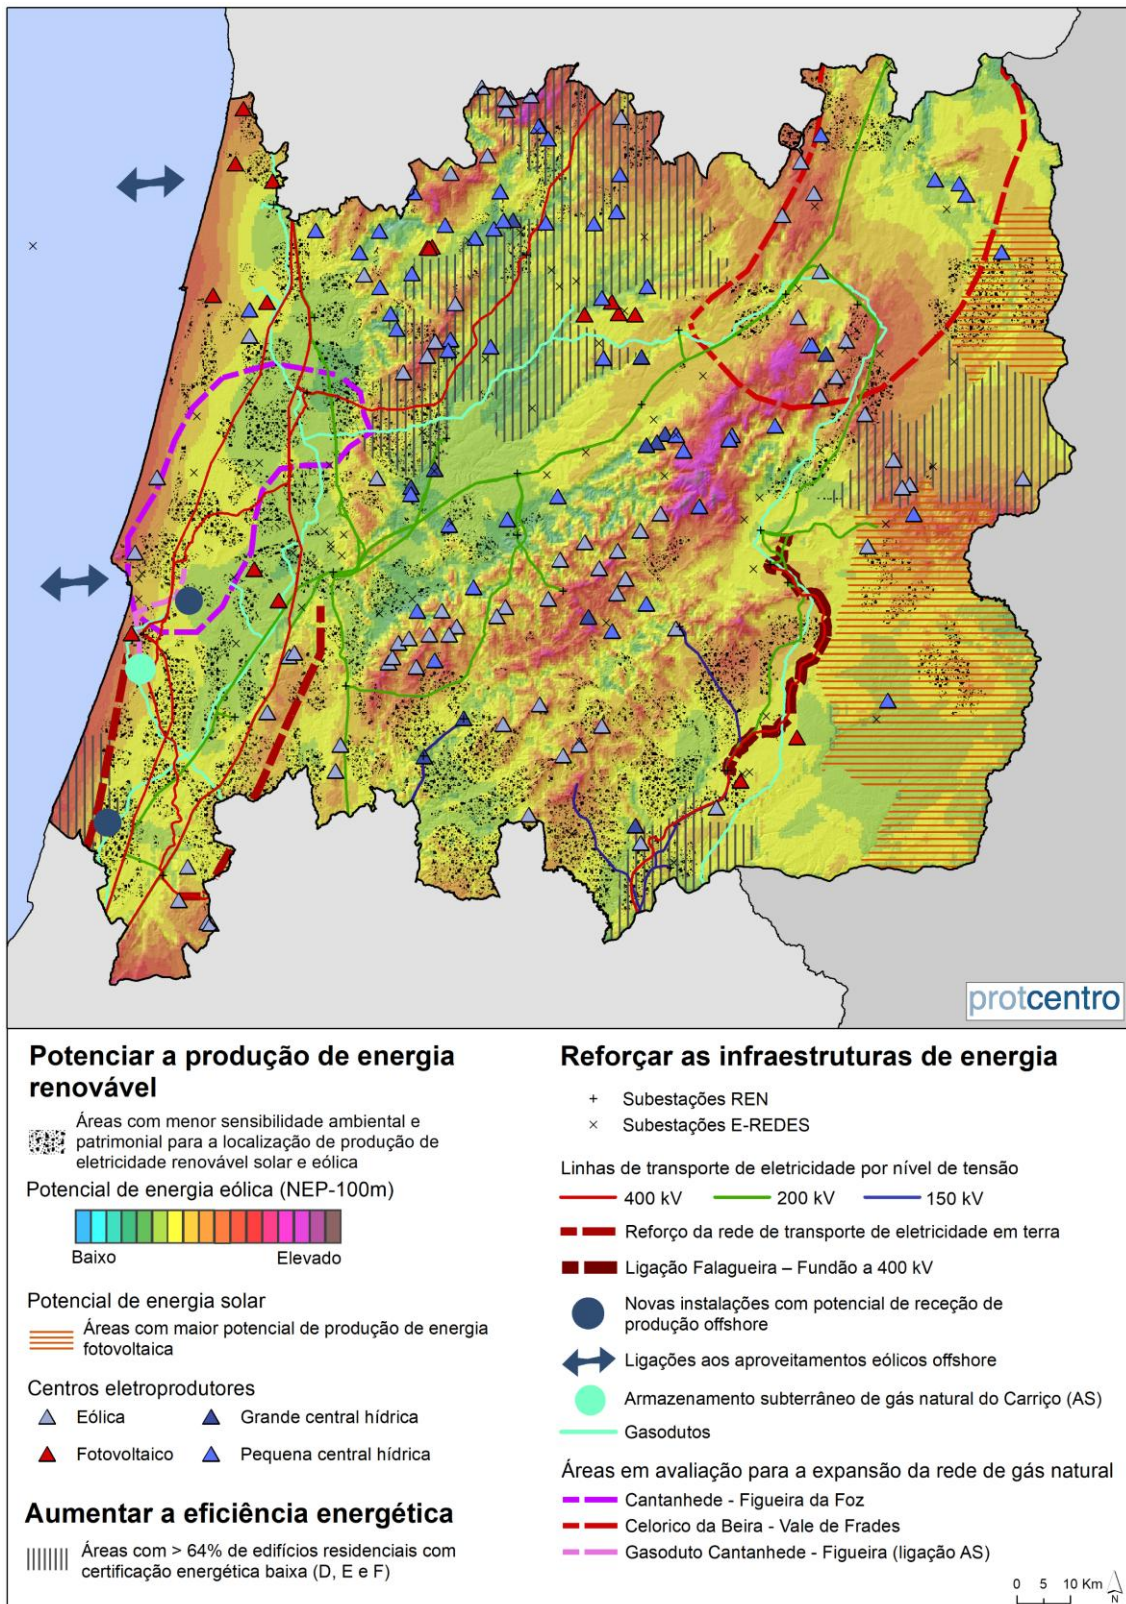 protcentro
Potenciar a produção de energia
renovável
Áreas com menor sensibilidade ambiental e
patrimonial para a localização de produção de
eletricidade renovável solar e eólica
Potencial de energia eólica (NEP-100m)
Baixo Elevado
Potencial de energia solar
Áreas com maior potencial de produção de energia
fotovoltaica
Centros eletroprodutores
Eólica Grande central hídrica
Fotovoltaico Pequena central hídrica
Aumentar a eficiência energética
Áreas com > 64% de edifícios residenciais com
certificação energética baixa (D, E e F)
Reforçar as infraestruturas de energia
Subestações REN
Subestações E-REDES
Linhas de transporte de eletricidade por nível de tensão
400 kV 200 kV 150 kV
Reforço da rede de transporte de eletricidade em terra
Ligação Falagueira – Fundão a 400 kV
Novas instalações com potencial de receção de
produção offshore
Ligações aos aproveitamentos eólicos offshore
Armazenamento subterrâneo de gás natural do Carriço (AS)
Gasodutos
Áreas em avaliação para a expansão da rede de gás natural
Cantanhede - Figueira da Foz
Celorico da Beira - Vale de Frades
Gasoduto Cantanhede - Figueira (ligação AS)
0 5 10 Km
N